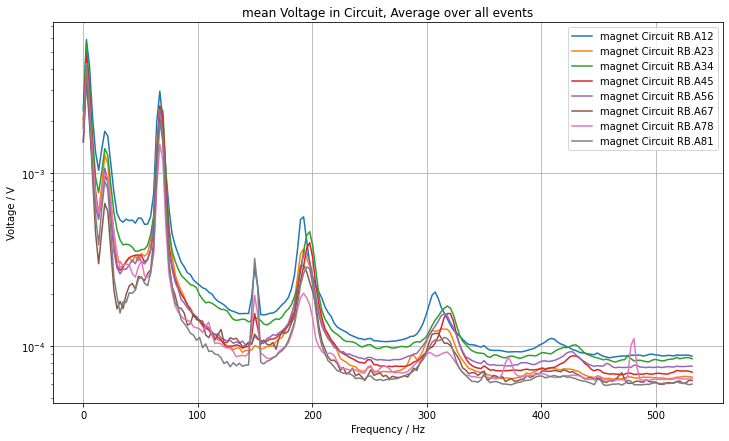 mean Voltage in Circuit, Average over all events
magnet Circuit RB.A12
magnet Circuit RB.A23
magnet Circuit RB.A34
magnet Circuit RB.A45
magnet Circuit RB.A56
magnet Circuit RB.A67
magnet Circuit RB.A78
magnet Circuit RB.A81
Voltage / V
10⁻³
10⁻⁴
0 100 200 300 400 500
Frequency / Hz